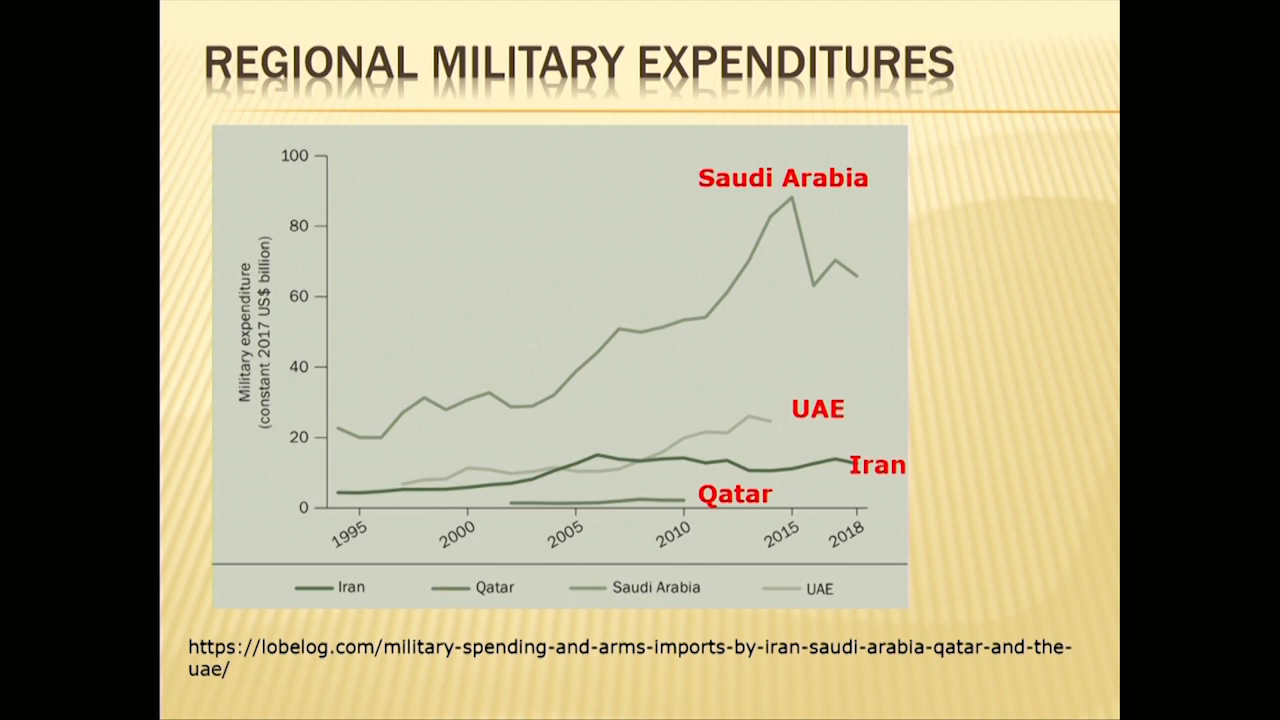 REGIONAL MILITARY EXPENDITURES
100
80
60
40
20
0
Military expenditure
(constant 2017 US$ billion)
Saudi Arabia
UAE
Iran
Qatar
1995
2000
2005
2010
2015
2018
Iran
Qatar
Saudi Arabia
UAE
https://lobelog.com/military-spending-and-arms-imports-by-iran-saudi-arabia-qatar-and-the-
uae/